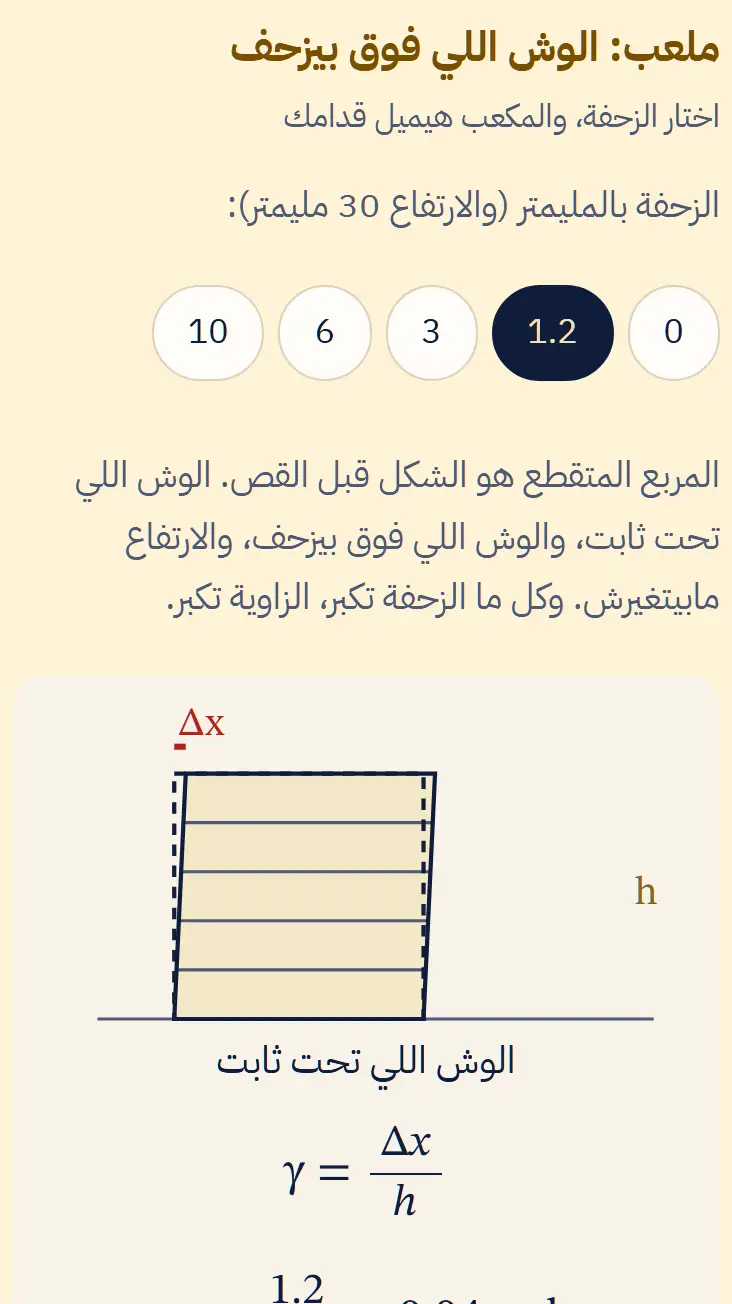 ملعب: الوش اللي فوق بيزحف
اختار الزحفة، والمكعب هيميل قدامك
الزحفة بالمليمتر (والارتفاع 30 مليمتر):
0 1.2 3 6 10
المربع المتقطع هو الشكل قبل القص. الوش اللي
تحت ثابت، والوش اللي فوق بيزحف، والارتفاع
مابيتغيرش. وكل ما الزحفة تكبر، الزاوية تكبر.
Δx
h
الوش اللي تحت ثابت
γ = Δx / h
1.2